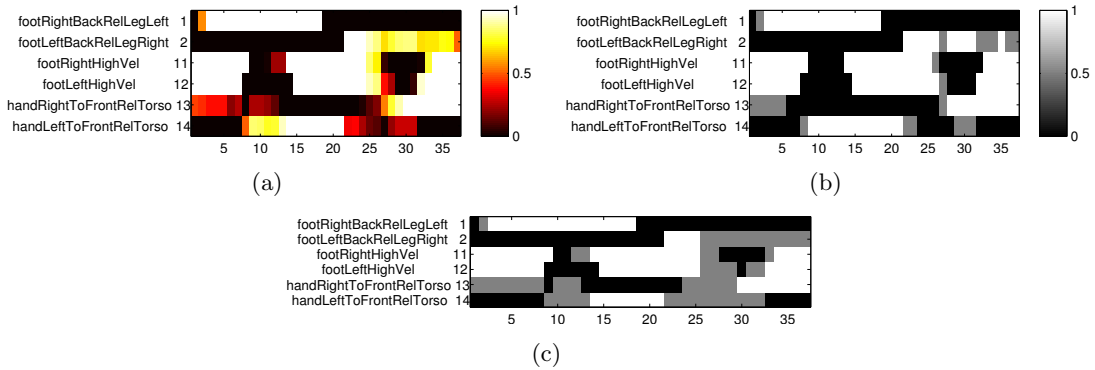 footRightBackRelLegLeft 1
footLeftBackRelLegRight 2
footRightHighVel 11
footLeftHighVel 12
handRightToFrontRelTorso 13
handLeftToFrontRelTorso 14
5 10 15 20 25 30 35
1
0.5
0
(a)
footRightBackRelLegLeft 1
footLeftBackRelLegRight 2
footRightHighVel 11
footLeftHighVel 12
handRightToFrontRelTorso 13
handLeftToFrontRelTorso 14
5 10 15 20 25 30 35
1
0.5
0
(b)
footRightBackRelLegLeft 1
footLeftBackRelLegRight 2
footRightHighVel 11
footLeftHighVel 12
handRightToFrontRelTorso 13
handLeftToFrontRelTorso 14
5 10 15 20 25 30 35
(c)